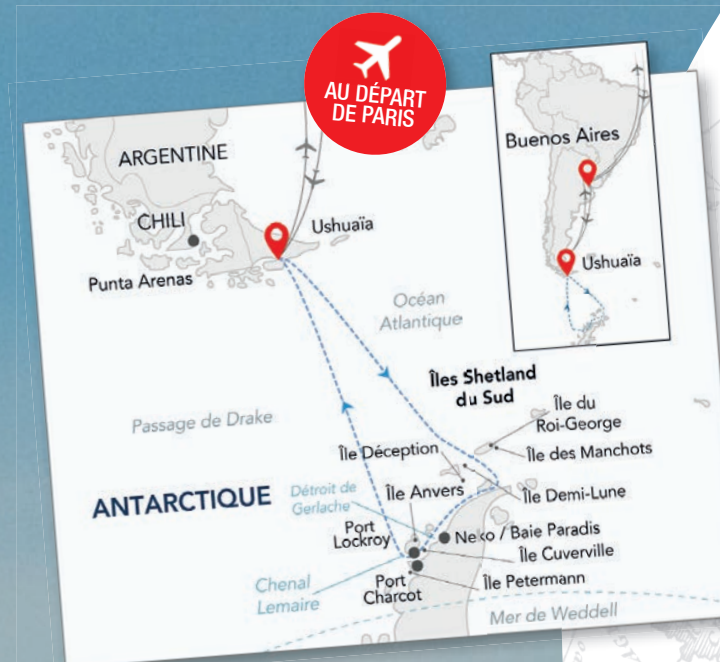 AU DÉPART
DE PARIS
ARGENTINE
CHILI
Punta Arenas
Ushuaïa
Buenos Aires
Ushuaïa
Océan
Atlantique
Passage de Drake
Îles Shetland
du Sud
Île du
Roi-George
Île des Manchots
Île Déception
Île Demi-Lune
ANTARCTIQUE
Détroit de
Gerlache
Île Anvers
Port
Lockroy
Neko / Baie Paradis
Île Cuverville
Chenal
Lemaire
Port
Charcot
Île Petermann
Mer de Weddell